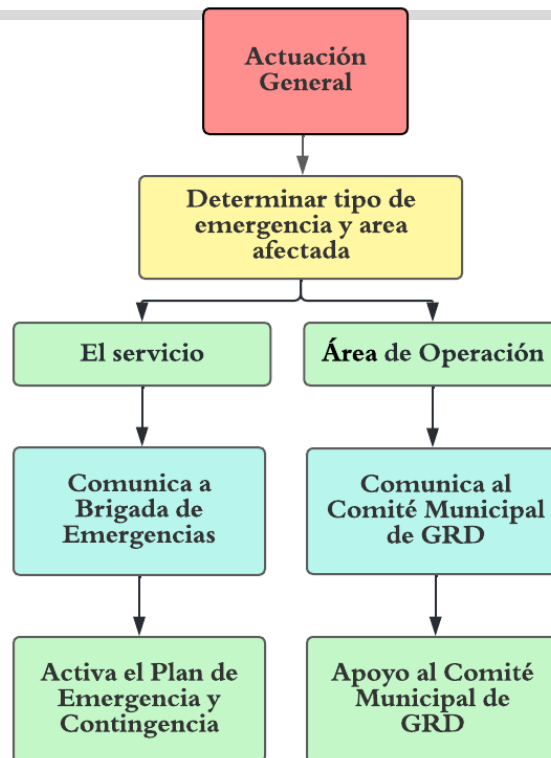 Actuación
General
Determinar tipo de
emergencia y area
afectada
El servicio
Área de Operación
Comunica a
Brigada de
Emergencias
Comunica al
Comité Municipal
de GRD
Activa el Plan de
Emergencia y
Contingencia
Apoyo al Comité
Municipal de
GRD